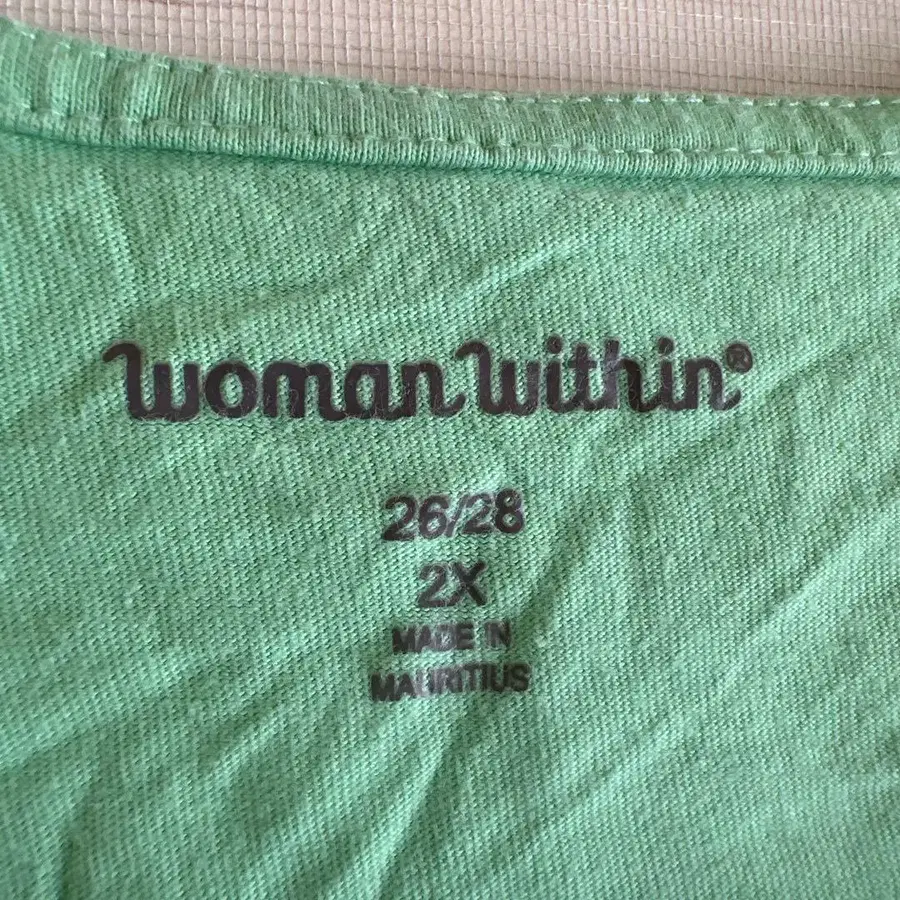 woman within®
26/28
2X
MADE IN
MAURITIUS